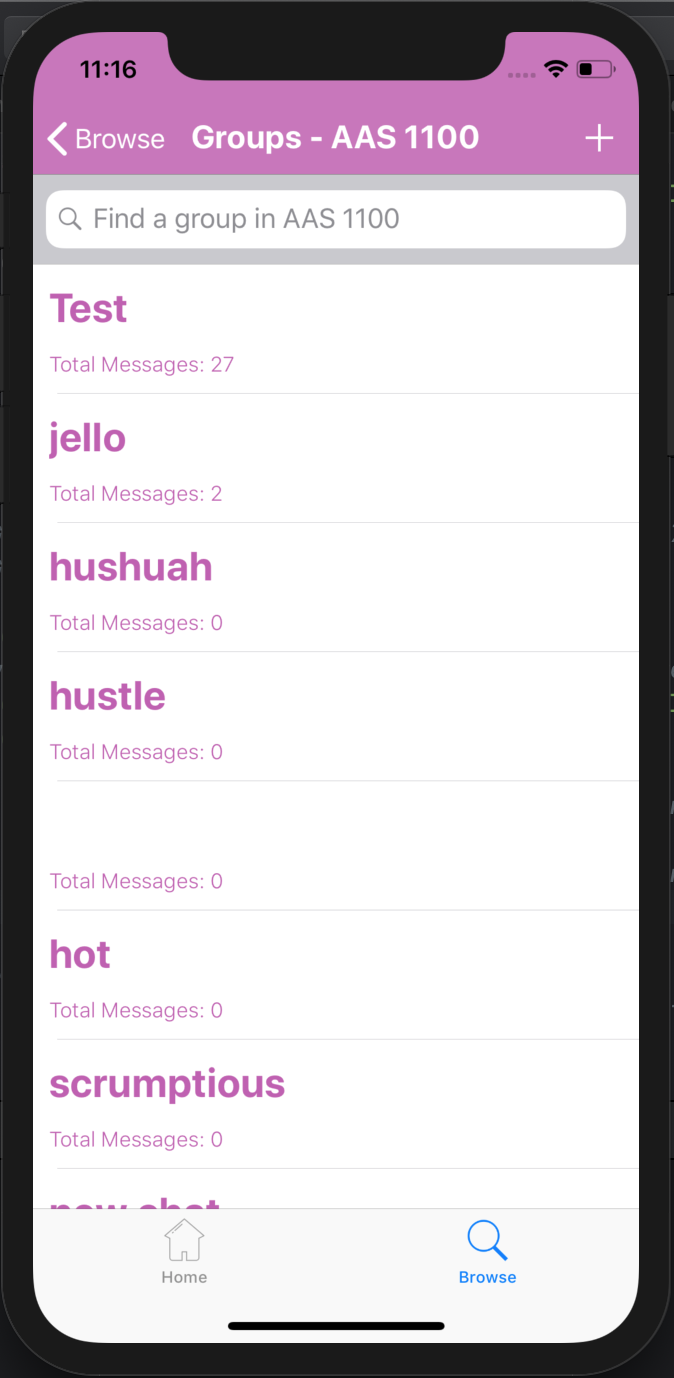 11:16
Browse Groups - AAS 1100
Find a group in AAS 1100
Test
Total Messages: 27
jello
Total Messages: 2
hushuah
Total Messages: 0
hustle
Total Messages: 0
Total Messages: 0
hot
Total Messages: 0
scrumptious
Total Messages: 0
new chat
Home Browse